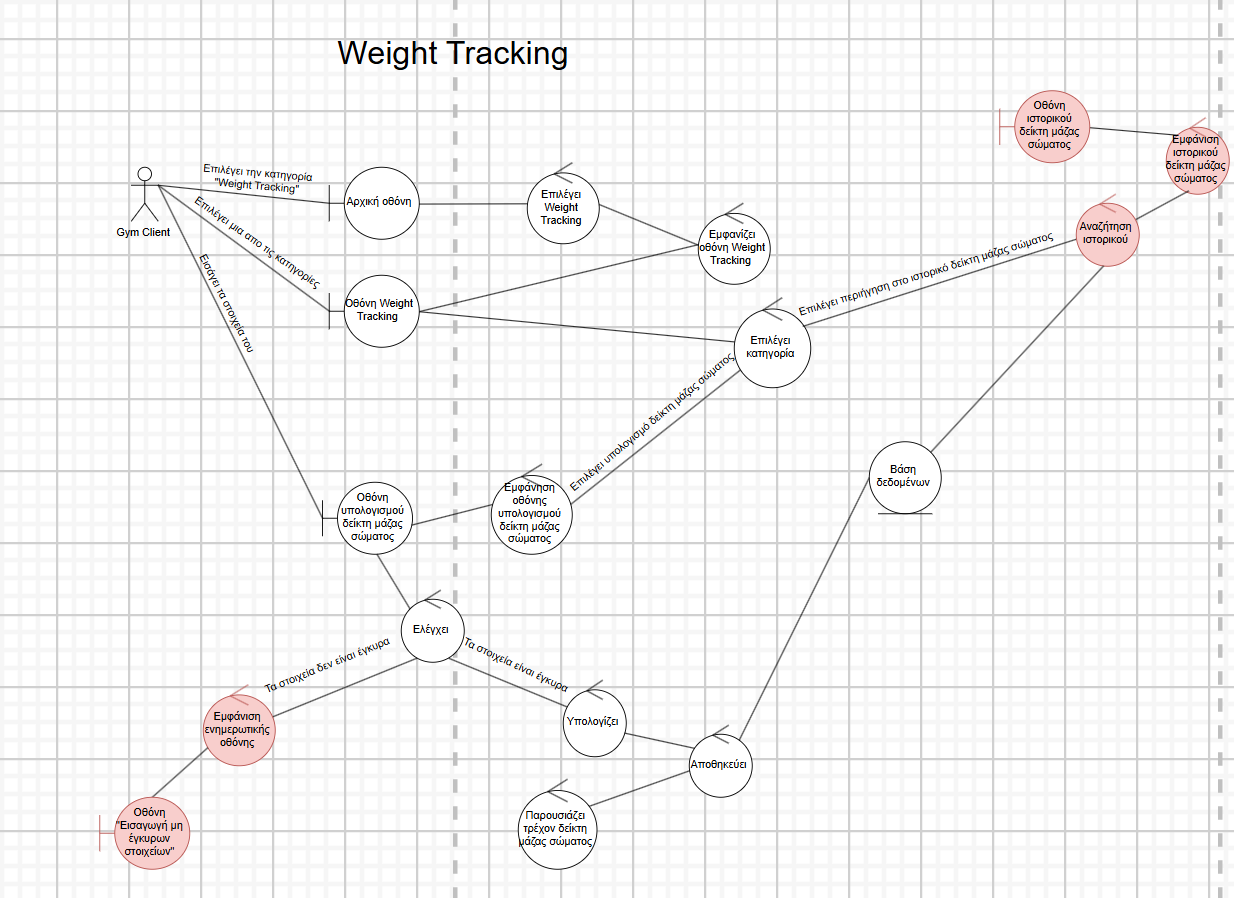 Weight Tracking
Οθόνη
ιστορικού
δείκτη μάζας
σώματος
Εμφάνιση
ιστορικού
δείκτη μάζας
σώματος
Επιλέγει την κατηγορία
"Weight Tracking"
Gym Client
Αρχική οθόνη
Επιλέγει
Weight
Tracking
Εμφανίζει
οθόνη Weight
Tracking
Αναζήτηση
ιστορικού
Επιλέγει μια απο τις κατηγορίες
Επιλέγει περιήγηση στο ιστορικό δείκτη μάζας σώματος
Εισάγει τα στοιχεία του
Οθόνη Weight
Tracking
Επιλέγει
κατηγορία
Επιλέγει υπολογισμό δείκτη μάζας σώματος
Βάση
δεδομένων
Οθόνη
υπολογισμού
δείκτη μάζας
σώματος
Εμφάνηση
οθόνης
υπολογισμού
δείκτη μάζας
σώματος
Ελέγχει
Τα στοιχεία δεν είναι έγκυρα
Τα στοιχεία είναι έγκυρα
Εμφάνιση
ενημερωτικής
οθόνης
Υπολογίζει
Αποθηκεύει
Οθόνη
"Εισαγωγή μη
έγκυρων
στοιχείων"
Παρουσιάζει
τρέχον δείκτη
μάζας σώματος